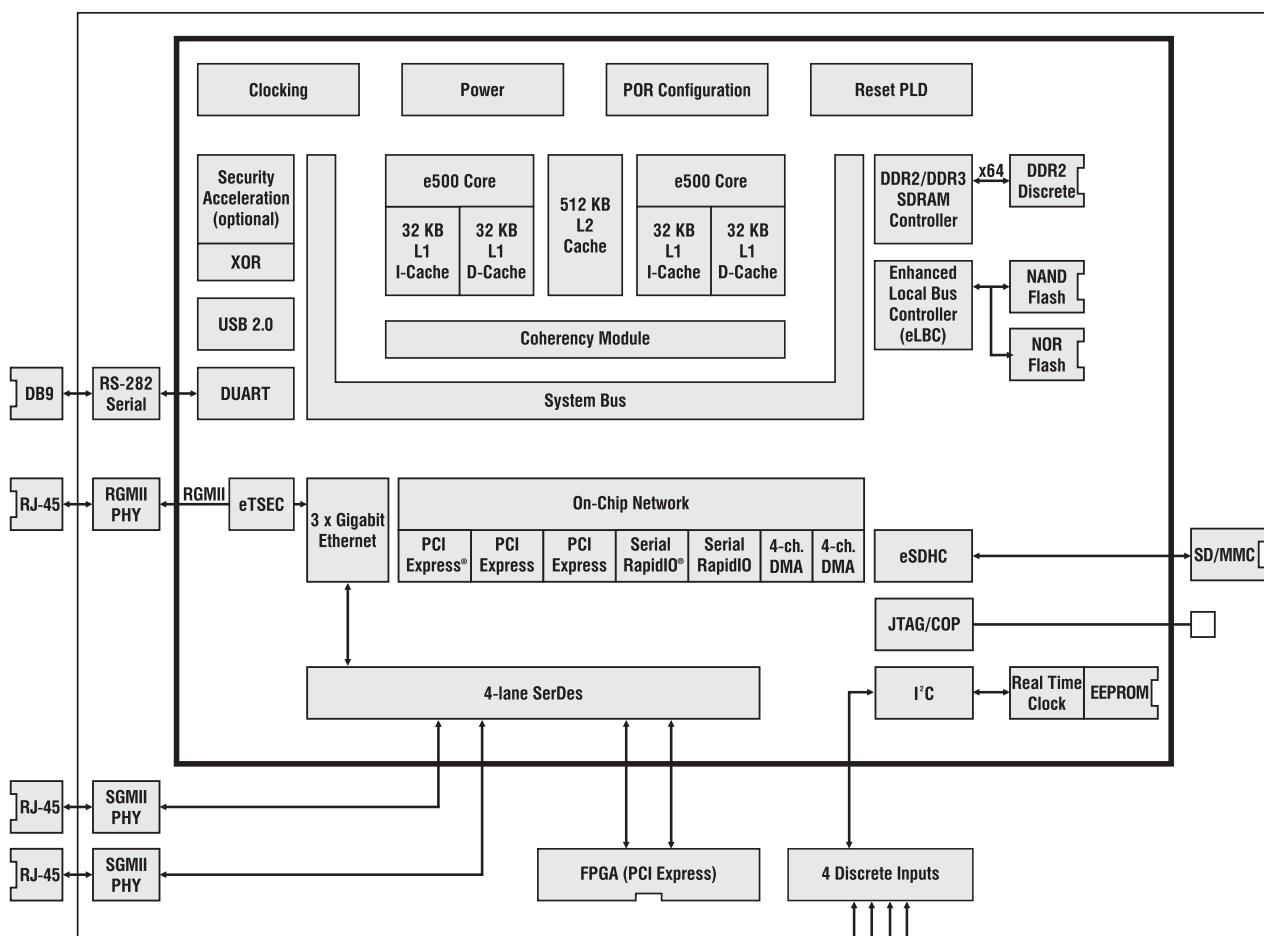 Clocking
Power
POR Configuration
Reset PLD
Security
Acceleration
(optional)
XOR
USB 2.0
DUART
e500 Core
32 KB
L1
I-Cache
32 KB
L1
D-Cache
512 KB
L2
Cache
e500 Core
32 KB
L1
I-Cache
32 KB
L1
D-Cache
Coherency Module
System Bus
DDR2/DDR3
SDRAM
Controller
x64
DDR2
Discrete
Enhanced
Local Bus
Controller
(eLBC)
NAND
Flash
NOR
Flash
DB9
RS-282
Serial
RJ-45
RGMII
PHY
RGMII
eTSEC
3 x Gigabit
Ethernet
On-Chip Network
PCI
Express®
PCI
Express
PCI
Express
Serial
RapidIO®
Serial
RapidIO
4-ch.
DMA
4-ch.
DMA
eSDHC
SD/MMC
JTAG/COP
4-lane SerDes
I²C
Real Time
Clock
EEPROM
RJ-45
SGMII
PHY
RJ-45
SGMII
PHY
FPGA (PCI Express)
4 Discrete Inputs